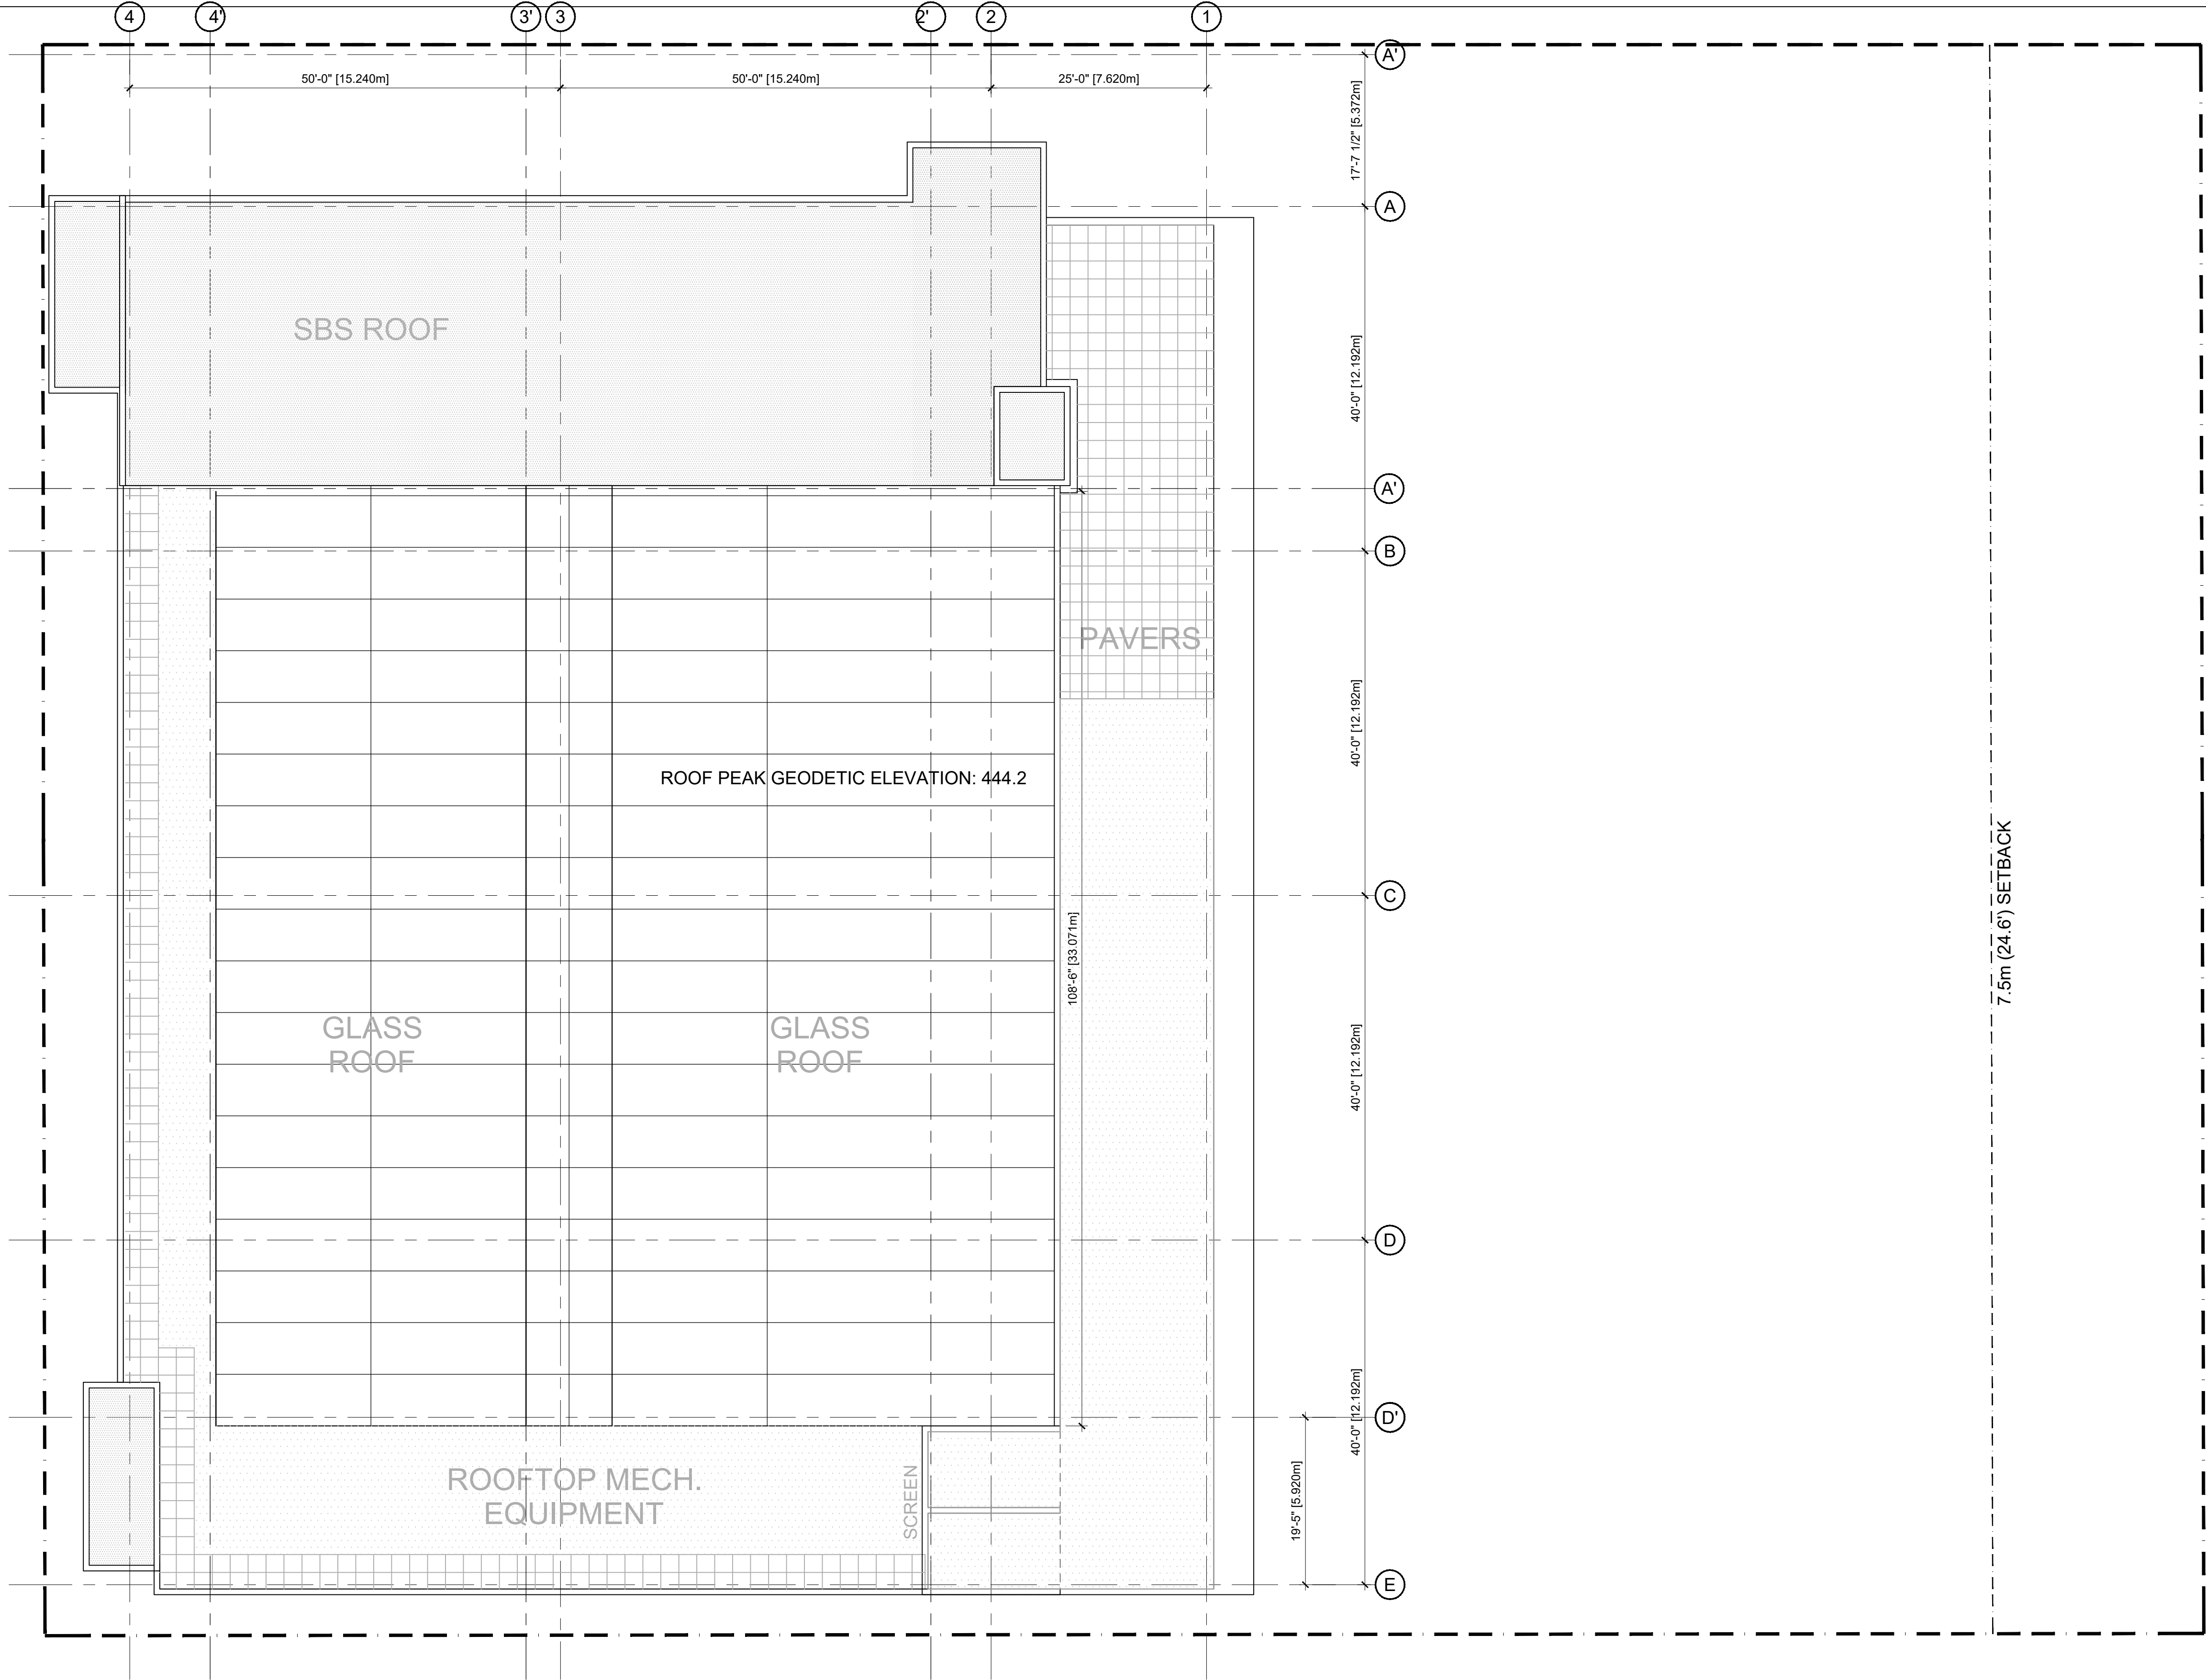 4
4'
3'
3
2'
2
1
A'
50'-0" [15.240m]
50'-0" [15.240m]
25'-0" [7.620m]
17'-7 1/2" [5.372m]
A
SBS ROOF
40'-0" [12.192m]
A'
B
PAVERS
40'-0" [12.192m]
ROOF PEAK GEODETIC ELEVATION: 444.2
C
7.5m (24.6') SETBACK
108'-6" [33.071m]
GLASS
ROOF
GLASS
ROOF
40'-0" [12.192m]
D
40'-0" [12.192m]
D'
ROOFTOP MECH.
EQUIPMENT
SCREEN
19'-5" [5.920m]
E